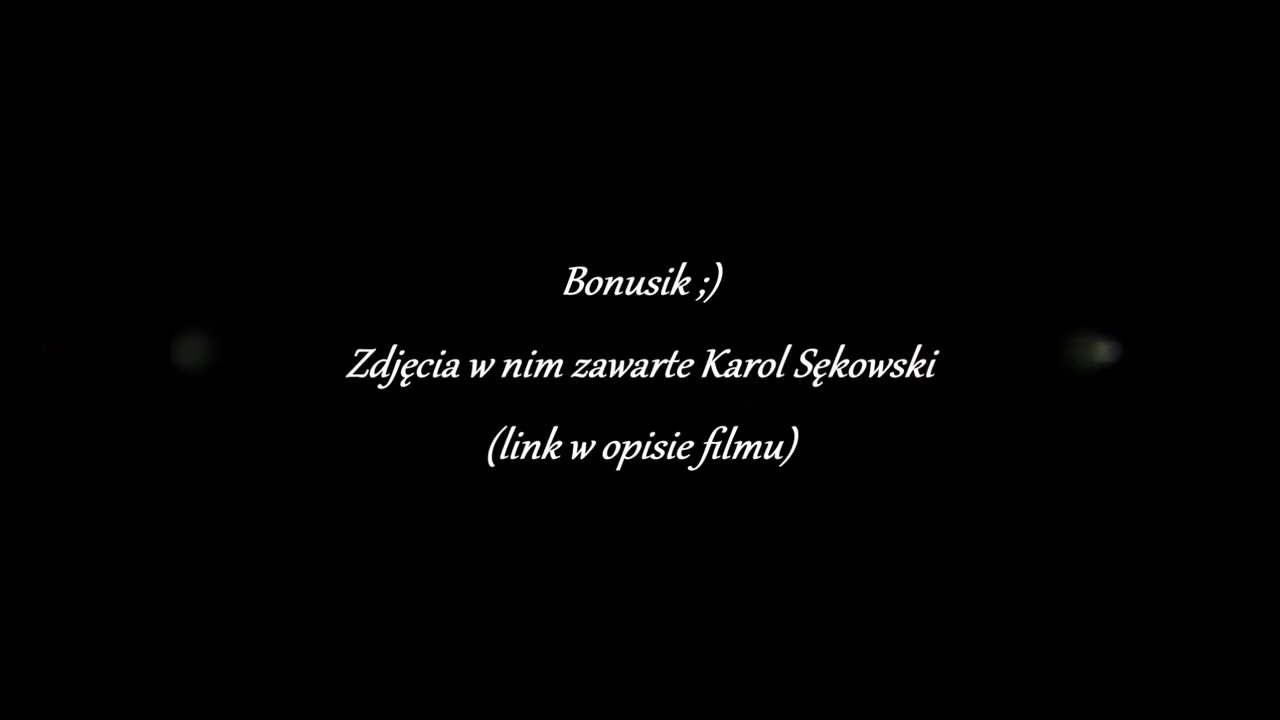 Bonusik ;)
Zdjęcia w nim zawarte Karol Sękowski
(link w opisie filmu)